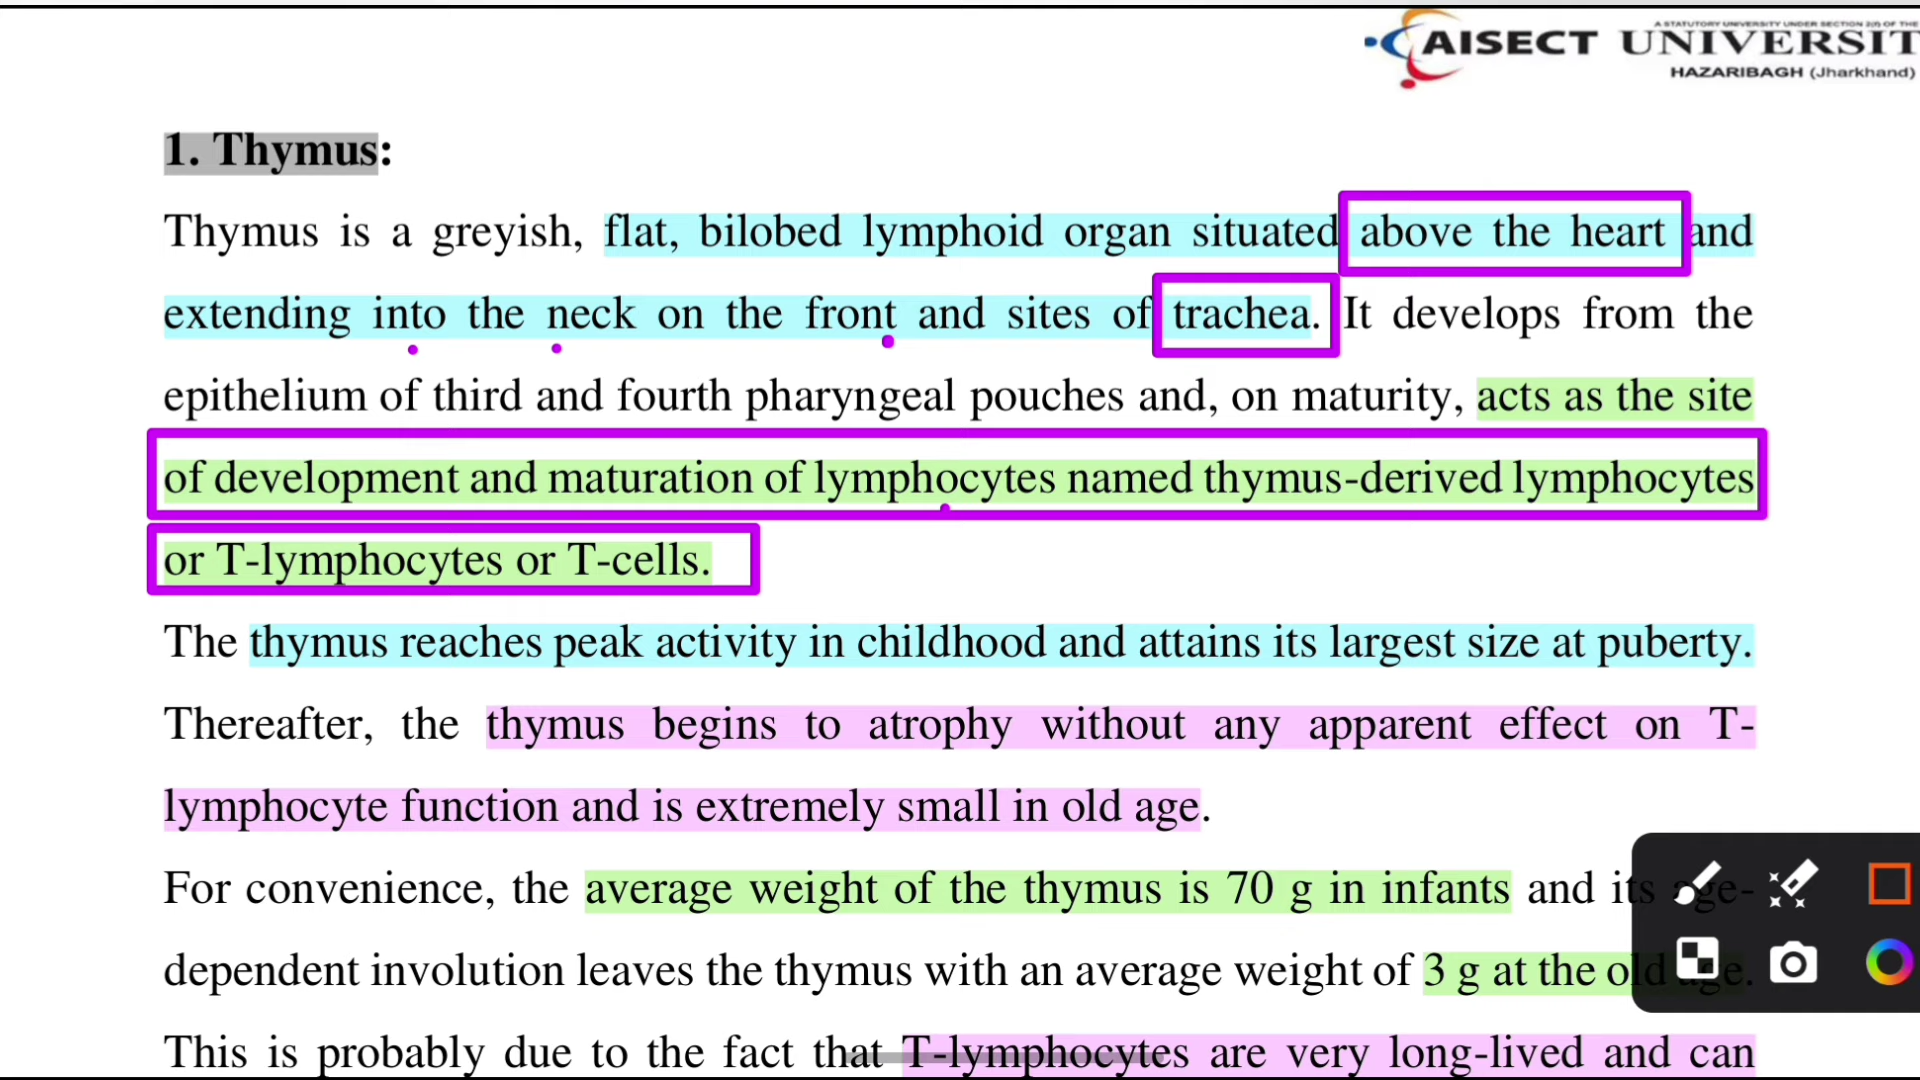 A STATUTORY UNIVERSITY UNDER SECTION 2(f) OF THE
AISECT UNIVERSIT
HAZARIBAGH (Jharkhand)
1. Thymus:
Thymus is a greyish, flat, bilobed lymphoid organ situated above the heart and
extending into the neck on the front and sites of trachea. It develops from the
epithelium of third and fourth pharyngeal pouches and, on maturity, acts as the site
of development and maturation of lymphocytes named thymus-derived lymphocytes
or T-lymphocytes or T-cells.
The thymus reaches peak activity in childhood and attains its largest size at puberty.
Thereafter, the thymus begins to atrophy without any apparent effect on T-
lymphocyte function and is extremely small in old age.
For convenience, the average weight of the thymus is 70 g in infants and its age-
dependent involution leaves the thymus with an average weight of 3 g at the old age.
This is probably due to the fact that T-lymphocytes are very long-lived and can